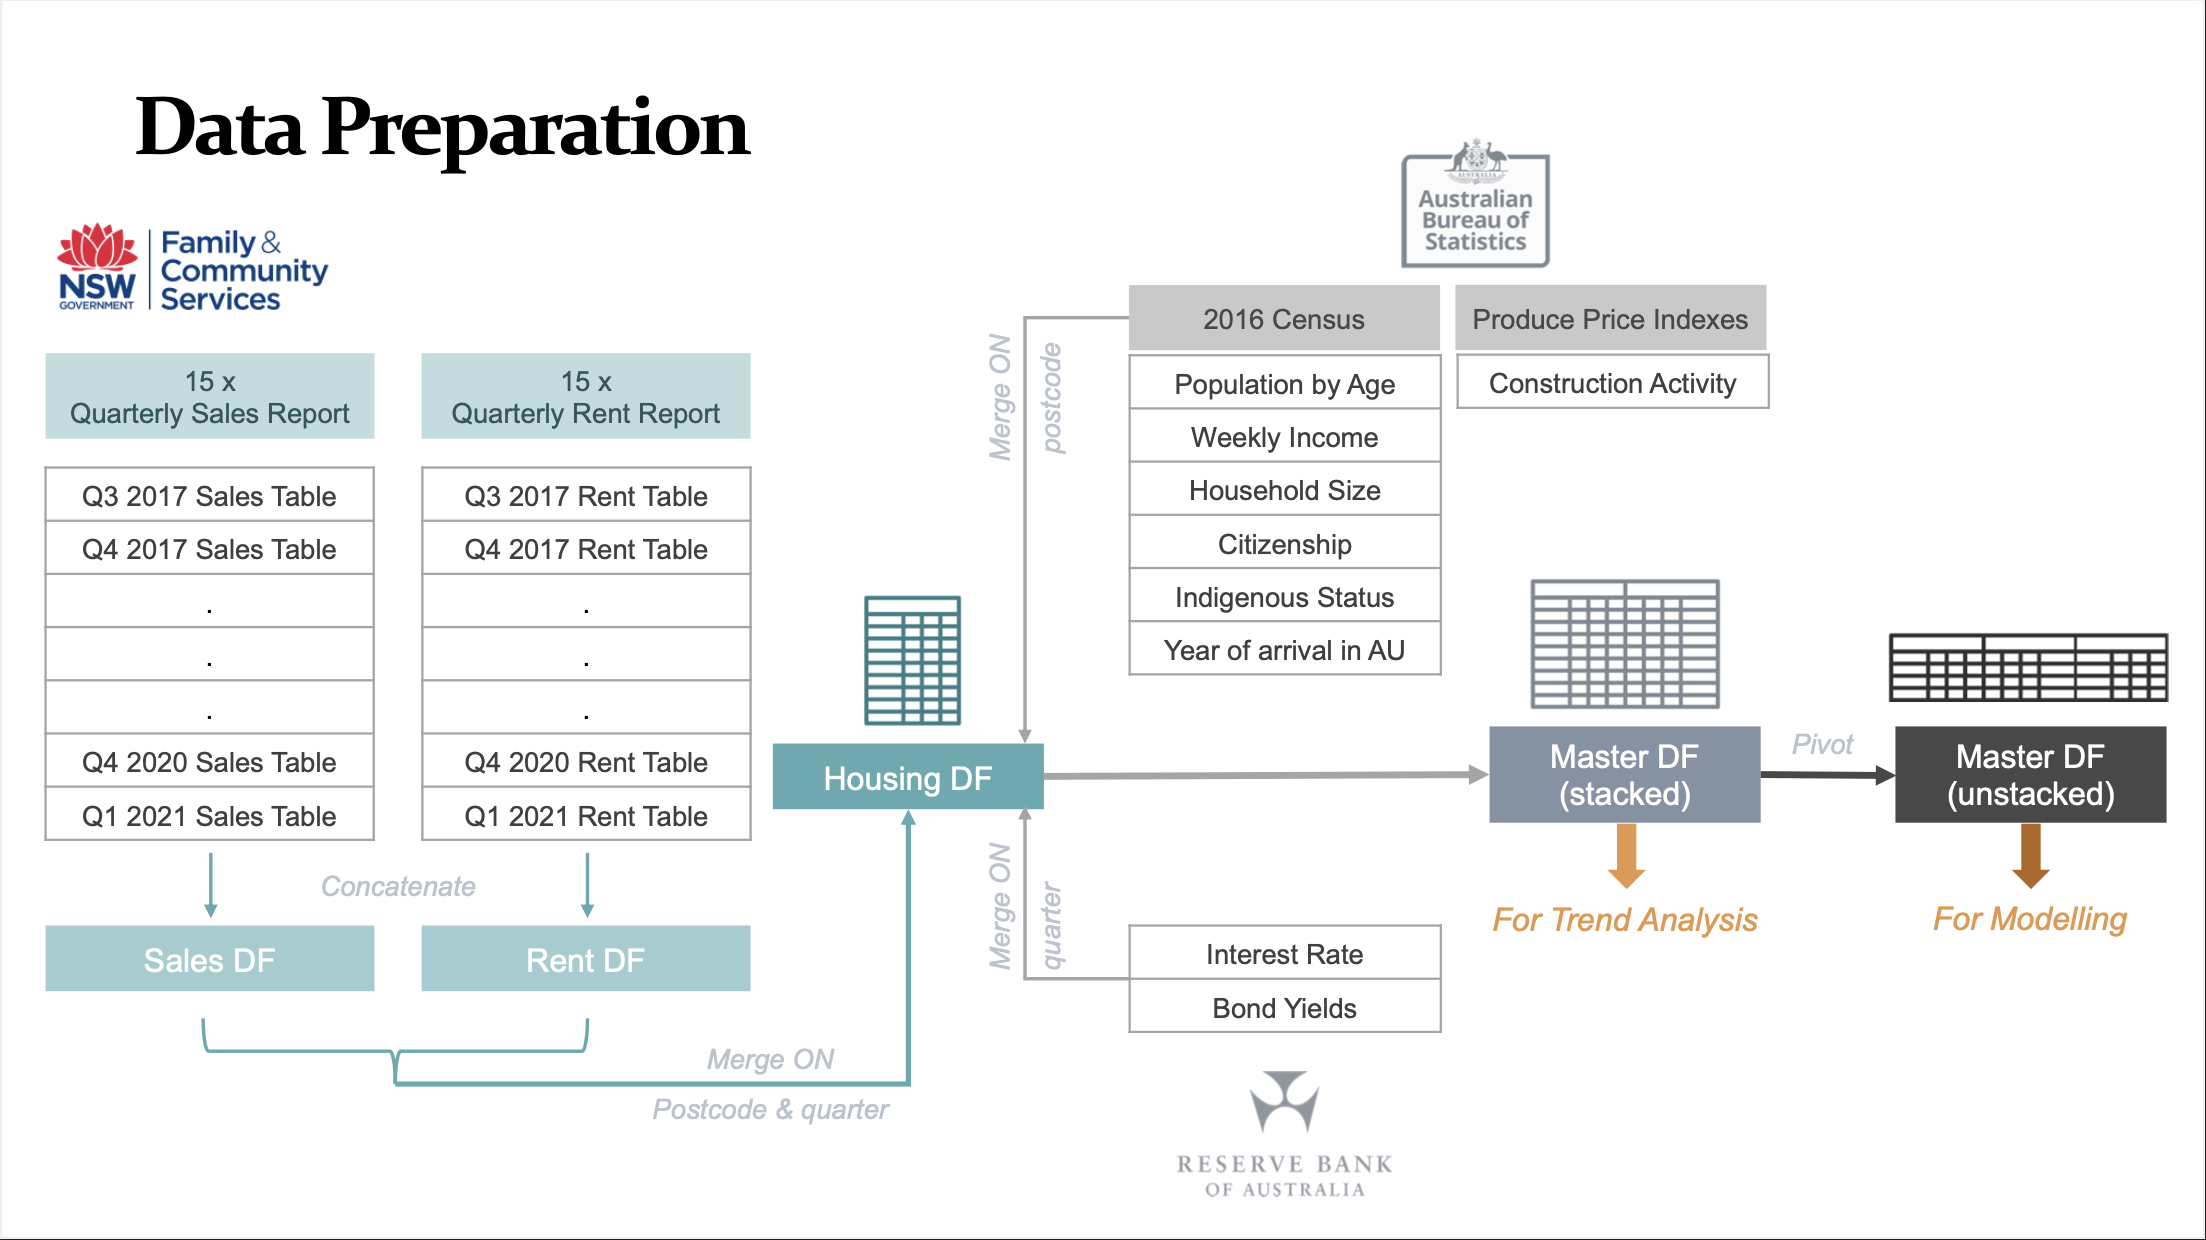 Data Preparation
NSW
GOVERNMENT
Family &
Community
Services
15 x
Quarterly Sales Report
Q3 2017 Sales Table
Q4 2017 Sales Table
.
.
.
Q4 2020 Sales Table
Q1 2021 Sales Table
15 x
Quarterly Rent Report
Q3 2017 Rent Table
Q4 2017 Rent Table
.
.
.
Q4 2020 Rent Table
Q1 2021 Rent Table
Concatenate
Sales DF
Rent DF
Merge ON
Postcode & quarter
Housing DF
Merge ON
postcode
Merge ON
quarter
AUSTRALIA
Australian
Bureau of
Statistics
2016 Census
Population by Age
Weekly Income
Household Size
Citizenship
Indigenous Status
Year of arrival in AU
Produce Price Indexes
Construction Activity
Interest Rate
Bond Yields
RESERVE BANK
OF AUSTRALIA
Master DF
(stacked)
For Trend Analysis
Pivot
Master DF
(unstacked)
For Modelling